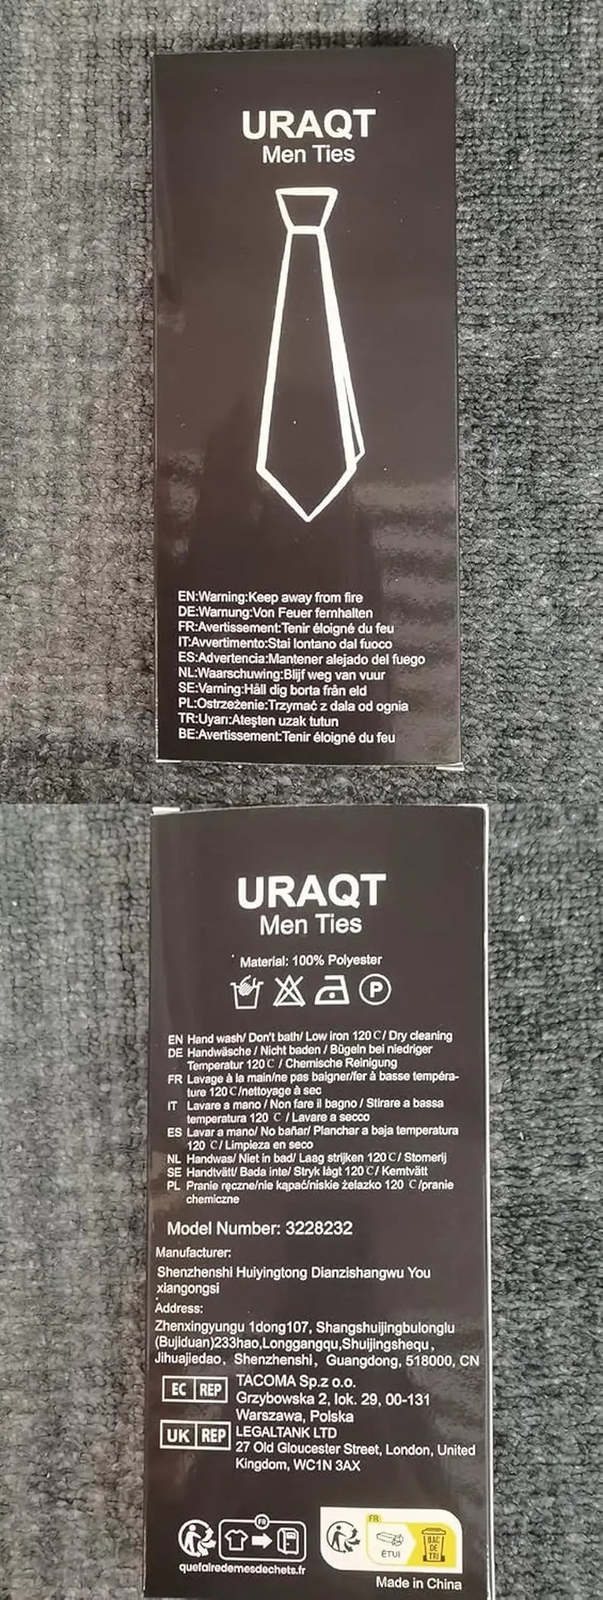 URAQT
Men Ties
EN:Warning:Keep away from fire
DE:Warnung:Von Feuer fernhalten
FR:Avertissement:Tenir éloigné du feu
IT:Avvertimento:Stai lontano dal fuoco
ES:Advertencia:Mantener alejado del fuego
NL:Waarschuwing:Blijf weg van vuur
SE:Varning:Håll dig borta från eld
PL:Ostrzeżenie:Trzymać z dala od ognia
TR:Uyarı:Ateşten uzak tutun
BE:Avertissement:Tenir éloigné du feu
URAQT
Men Ties
Material: 100% Polyester
P
EN Hand wash/ Don't bath/ Low iron 120℃/ Dry cleaning
DE Handwäsche / Nicht baden / Bügeln bei niedriger
Temperatur 120℃ / Chemische Reinigung
FR Lavage à la main/ne pas baigner/fer à basse tempéra-
ture 120℃/nettoyage à sec
IT Lavare a mano / Non fare il bagno / Stirare a bassa
temperatura 120 ℃ / Lavare a secco
ES Lavar a mano/ No bañar/ Planchar a baja temperatura
120 ℃/ Limpieza en seco
NL Handwas/ Niet in bad/ Laag strijken 120℃/ Stomerij
SE Handtvätt/ Bada inte/ Stryk lågt 120℃/ Kemtvätt
PL Pranie ręczne/nie kąpać/niskie żelazko 120 ℃/pranie
chemiczne
Model Number: 3228232
Manufacturer:
Shenzhenshi Huiyingtong Dianzishangwu You
xiangongsi
Address:
Zhenxingyungu 1dong107, Shangshuijingbulonglu
(Bujiduan)233hao,Longgangqu,Shuijingshequ,
Jihuajiedao, Shenzhenshi, Guangdong, 518000, CN
EC REP TACOMA Sp.z o.o.
Grzybowska 2, lok. 29, 00-131
Warszawa, Polska
UK REP LEGALTANK LTD
27 Old Gloucester Street, London, United
Kingdom, WC1N 3AX
FR
quefairedemesdechets.fr
FR
ÉTUI
BAC
DE
TRI
Made in China